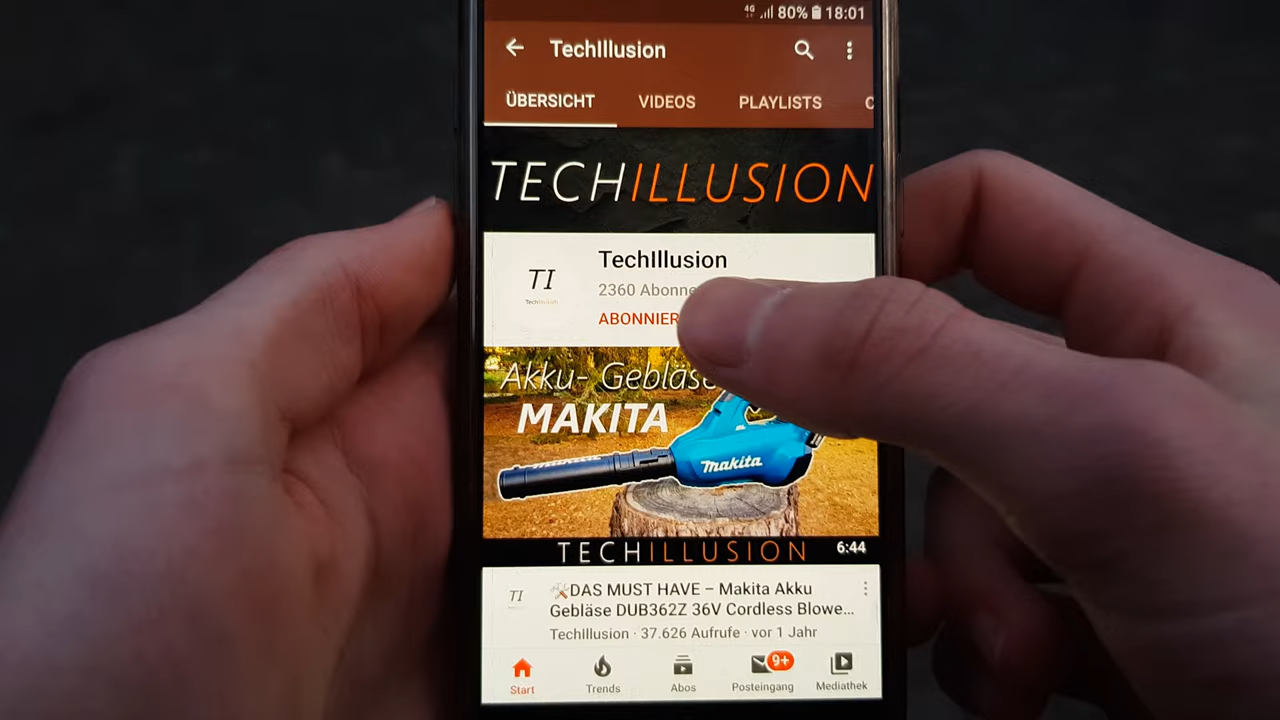 4G 80% 18:01
TechIllusion
ÜBERSICHT VIDEOS PLAYLISTS
TECHILLUSION
TI
TechIllusion
2360
Akku- Gebläse
MAKITA
makita
TECHILLUSION 6:44
TI
🛠DAS MUST HAVE – Makita Akku
Gebläse DUB362Z 36V Cordless Blowe...
TechIllusion · 37.626 Aufrufe · vor 1 Jahr
9+
Start Trends Abos Posteingang Mediathek